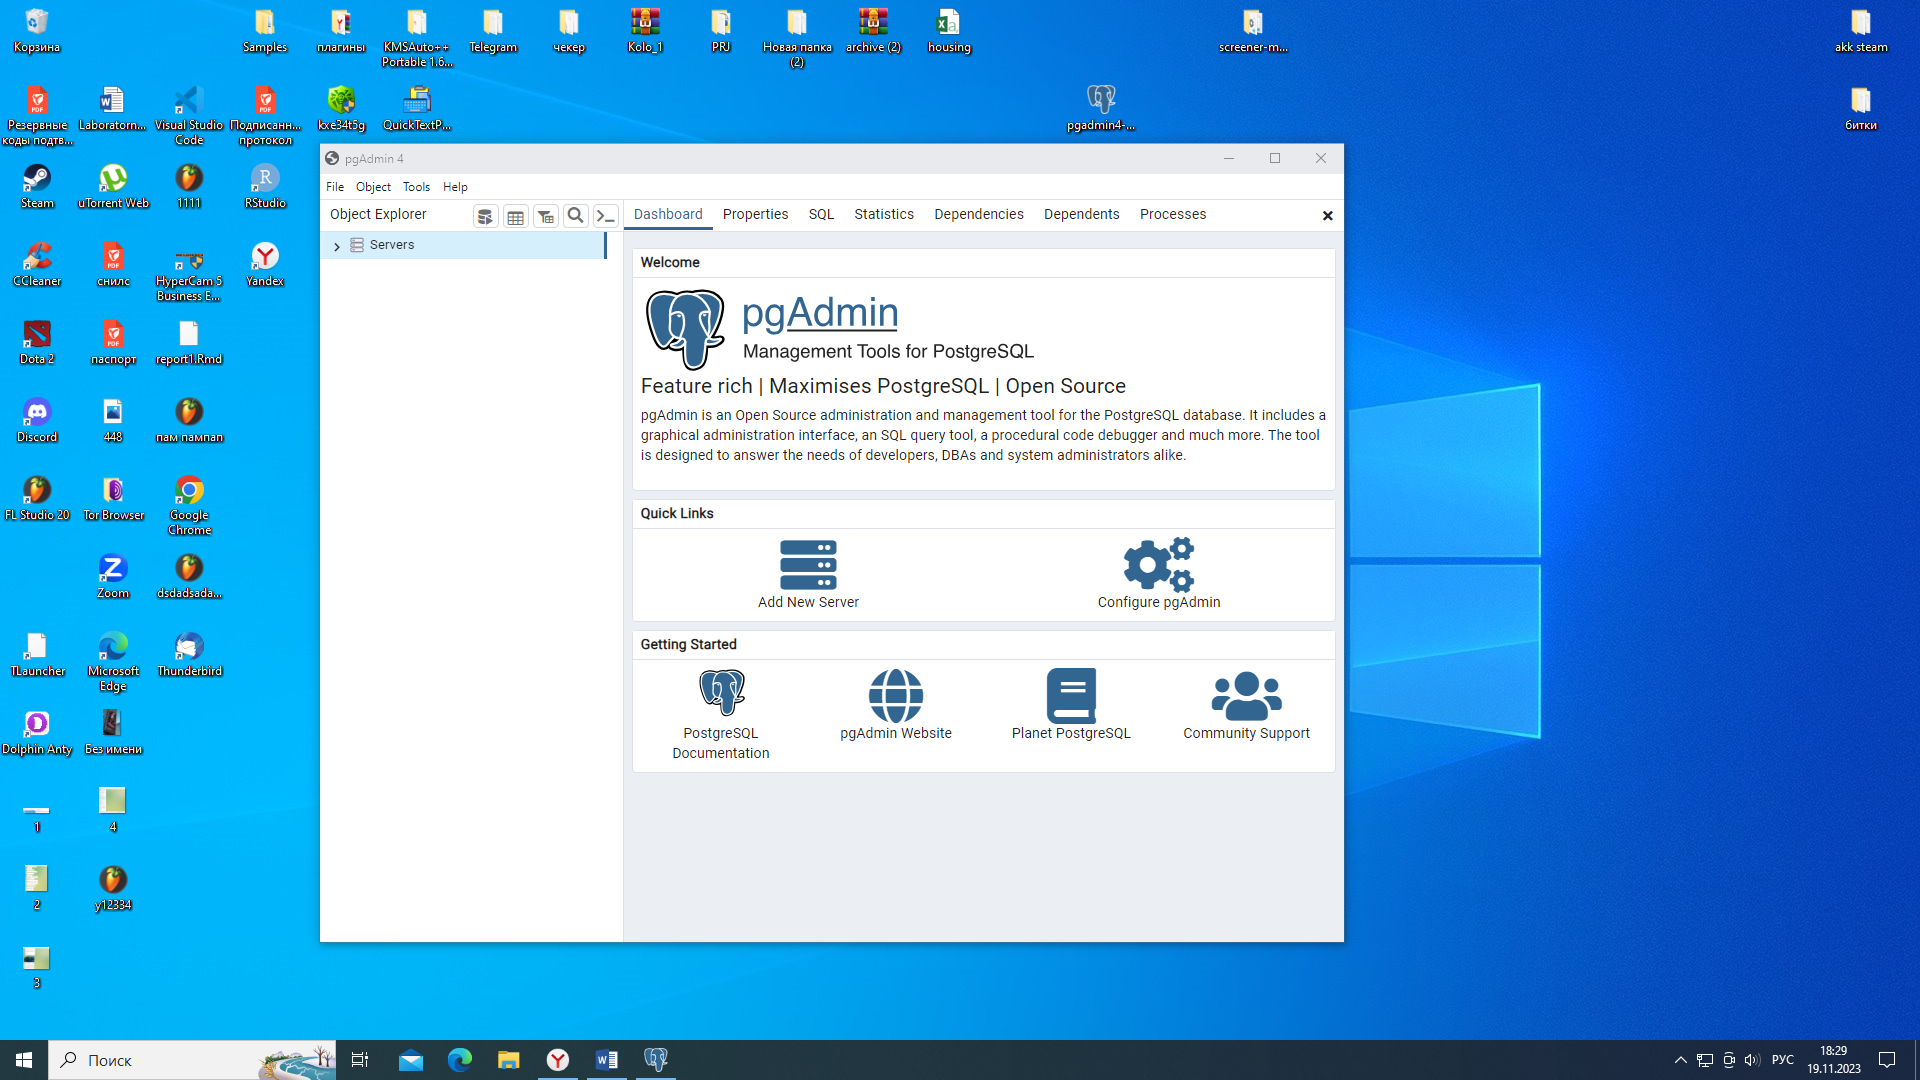 Корзина
Samples
плагины
KMSAuto++
Portable 1.6...
Telegram
чекер
Kolo_1
PRJ
Новая папка
(2)
archive (2)
housing
screener-m...
akk steam
Резервные
коды подтв...
Laboratorn...
Visual Studio
Code
Подписанн...
протокол
kxe34t5g
QuickTextP...
pgadmin4-...
битки
Steam
uTorrent Web
1111
RStudio
CCleaner
снилс
HyperCam 5
Business E...
Yandex
Dota 2
паспорт
report1.Rmd
Discord
448
пам пампап
FL Studio 20
Tor Browser
Google
Chrome
Zoom
dsdadsada...
TLauncher
Microsoft
Edge
Thunderbird
Dolphin Anty
Без имени
1
4
2
y12334
3
pgAdmin 4
File Object Tools Help
Object Explorer
Dashboard Properties SQL Statistics Dependencies Dependents Processes
Servers
Welcome
pgAdmin
Management Tools for PostgreSQL
Feature rich | Maximises PostgreSQL | Open Source
pgAdmin is an Open Source administration and management tool for the PostgreSQL database. It includes a
graphical administration interface, an SQL query tool, a procedural code debugger and much more. The tool
is designed to answer the needs of developers, DBAs and system administrators alike.
Quick Links
Add New Server
Configure pgAdmin
Getting Started
PostgreSQL
Documentation
pgAdmin Website
Planet PostgreSQL
Community Support
Поиск
РУС
18:29
19.11.2023